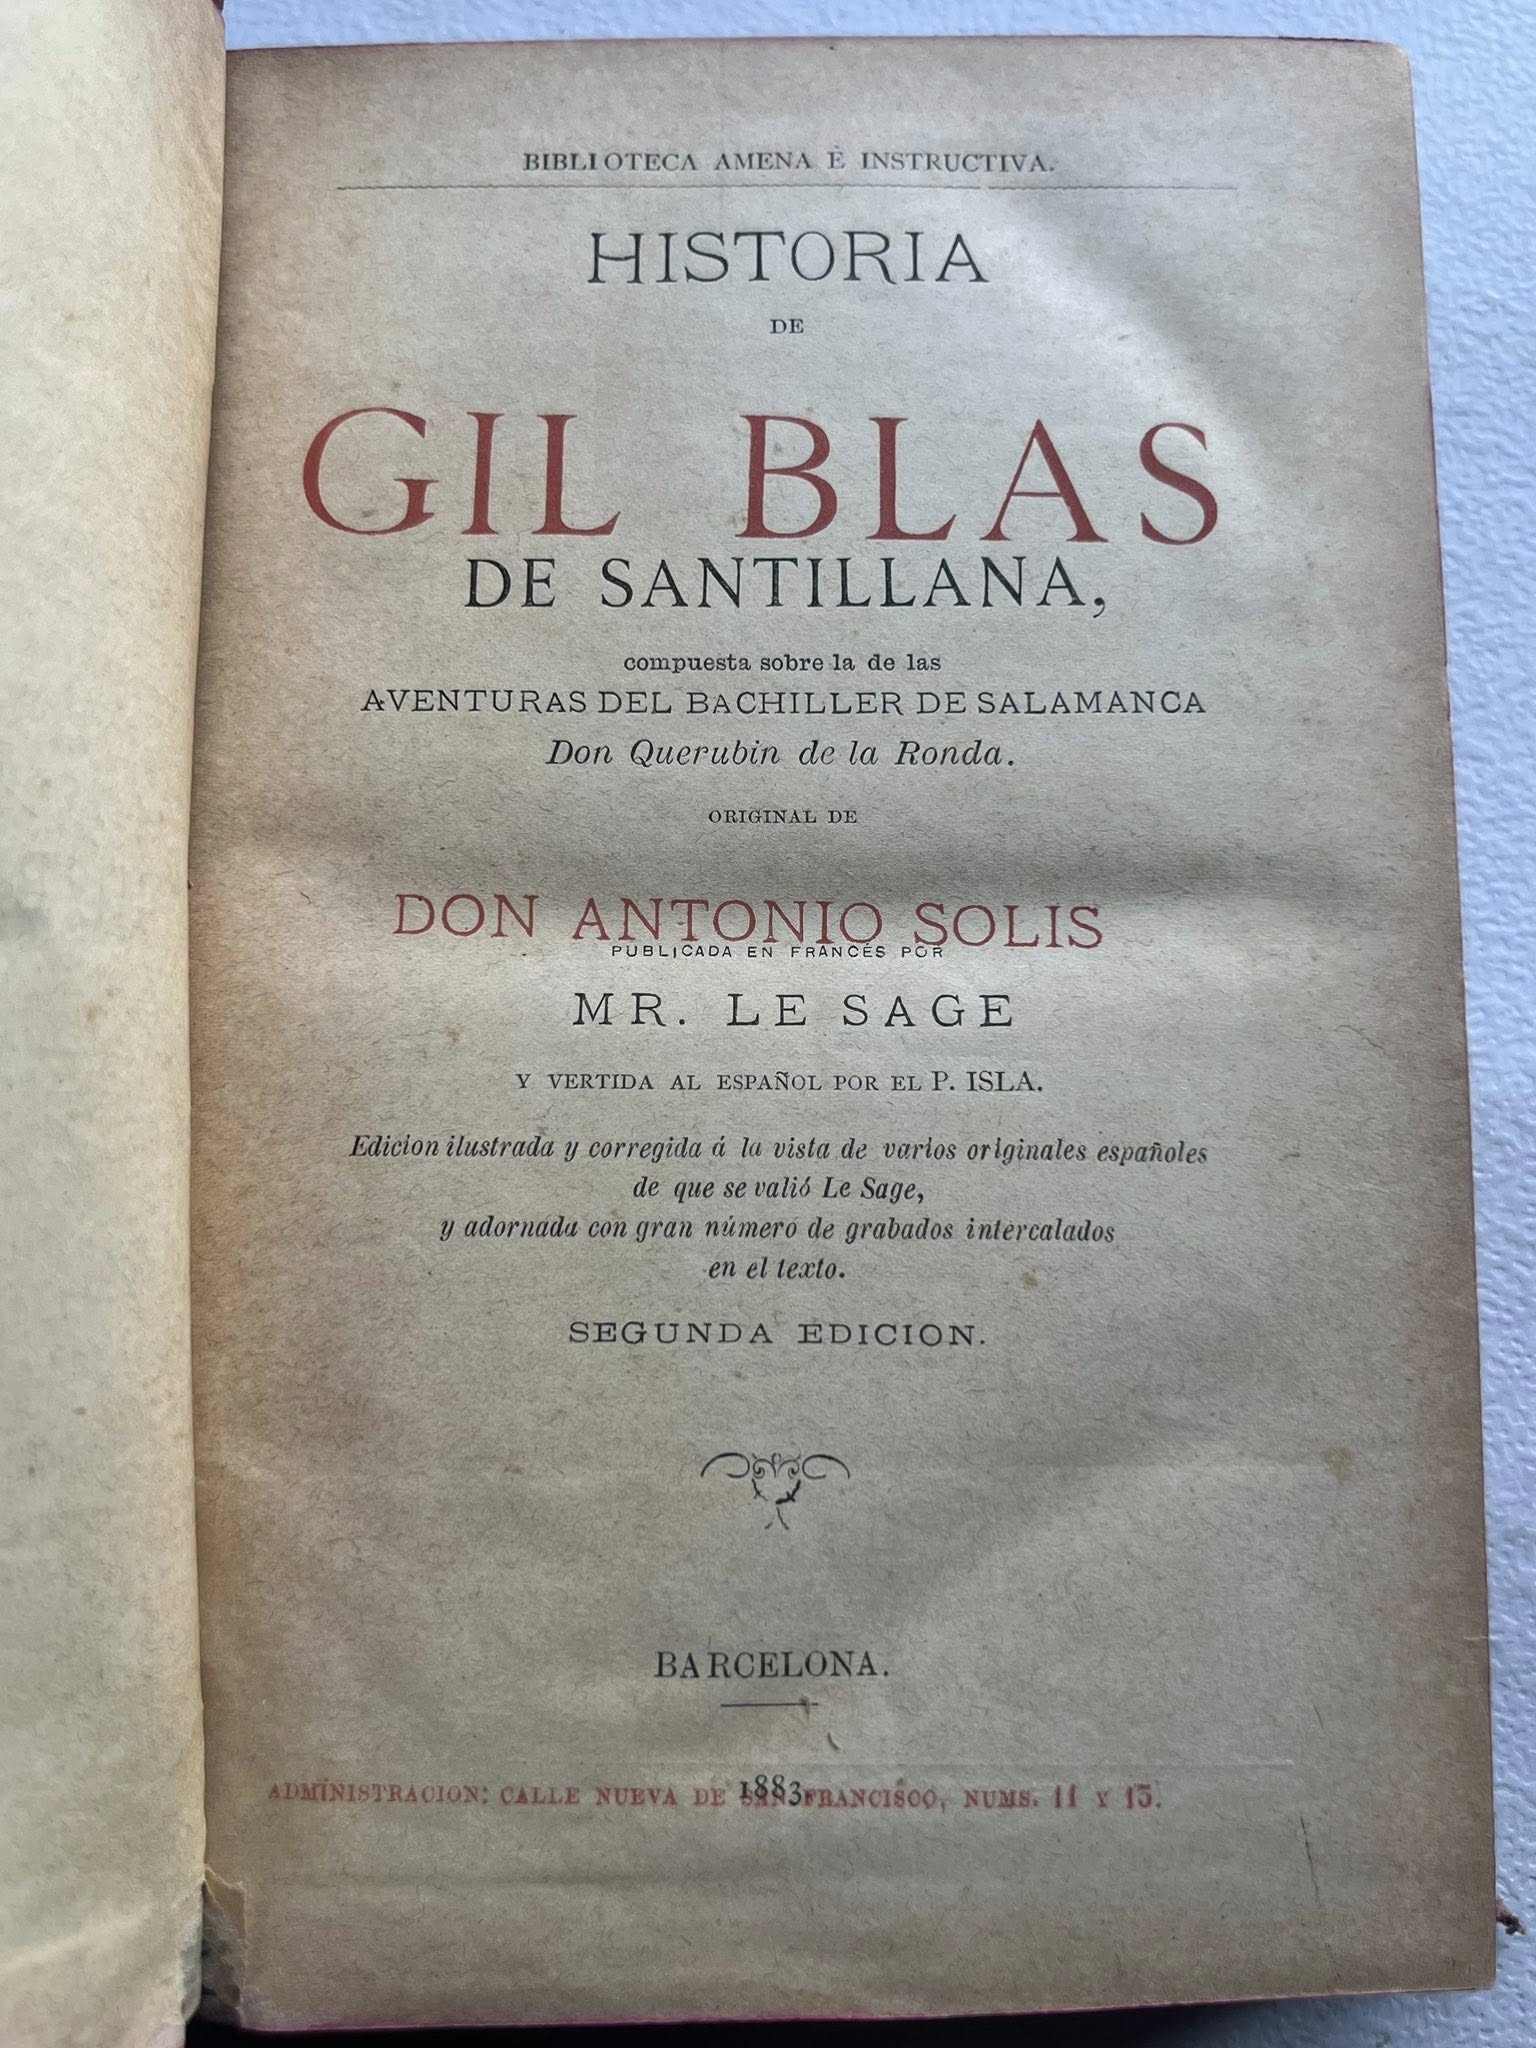 BIBLIOTECA AMENA È INSTRUCTIVA.
HISTORIA
DE
GIL BLAS
DE SANTILLANA,
compuesta sobre la de las
AVENTURAS DEL BACHILLER DE SALAMANCA
Don Querubin de la Ronda.
ORIGINAL DE
DON ANTONIO SOLIS
PUBLICADA EN FRANCÉS POR
MR. LE SAGE
Y VERTIDA AL ESPAÑOL POR EL P. ISLA.
Edicion ilustrada y corregida á la vista de varios originales españoles
de que se valió Le Sage,
y adornada con gran número de grabados intercalados
en el texto.
SEGUNDA EDICION.
BARCELONA.
ADMINISTRACION: CALLE NUEVA DE SAN FRANCISCO, NUMS. 11 Y 13.
1883